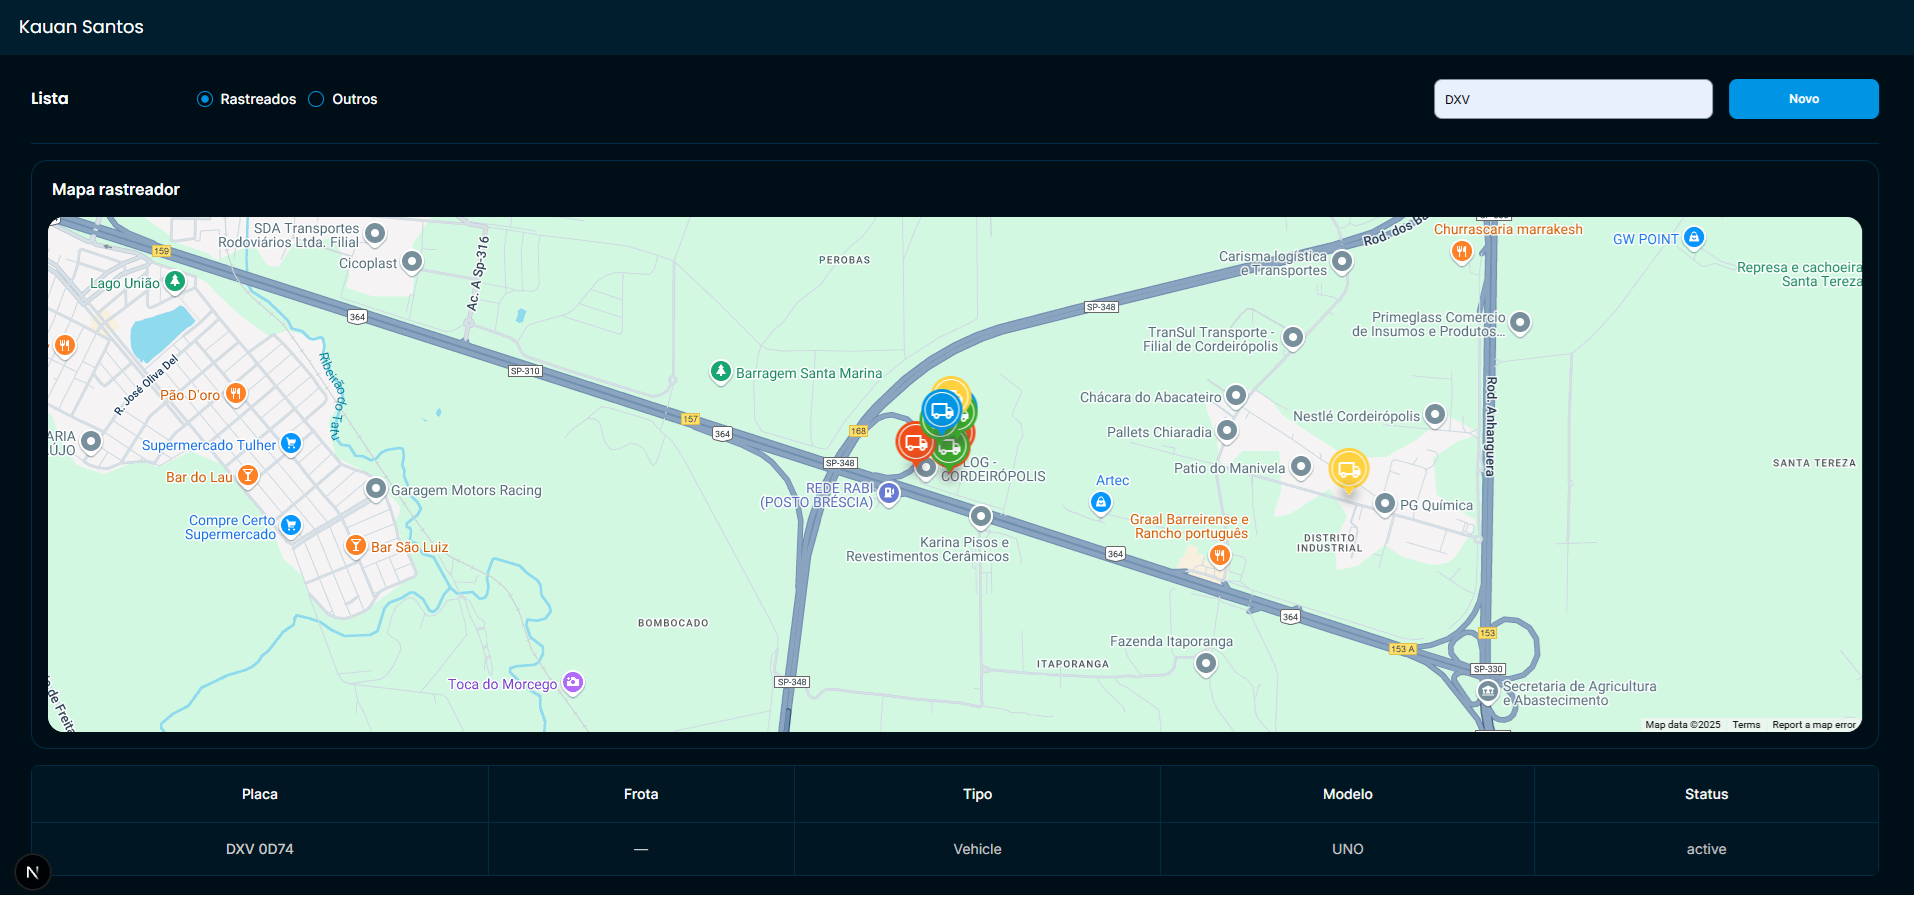 Kauan Santos
Lista
Rastreados
Outros
DXV
Novo
Mapa rastreador
SDA Transportes
Rodoviários Ltda. Filial
Cicoplast
Ac. A Sp-316
159
Lago União
364
SP-310
R. José Oliva Del
Ribeirão do Tatu
Pão D'oro
ARIA
ÚJO
Supermercado Tulher
Bar do Lau
Garagem Motors Racing
Compre Certo
Supermercado
Bar São Luiz
PEROBAS
Barragem Santa Marina
157
364
168
SP-348
SP-348
Rod. dos Ba
LOG -
CORDEIRÓPOLIS
REDE RABI
(POSTO BRÉSCIA)
Karina Pisos e
Revestimentos Cerâmicos
Carisma logística
e Transportes
Churrascaria marrakesh
GW POINT
Represa e cachoeira
Santa Tereza
TranSul Transporte -
Filial de Cordeirópolis
Primeglass Comercio
de Insumos e Produtos...
Chácara do Abacateiro
Nestlé Cordeirópolis
Pallets Chiaradia
Patio do Manivela
Rod. Anhanguera
SANTA TEREZA
Artec
PG Química
Graal Barreirense e
Rancho português
DISTRITO
INDUSTRIAL
364
364
BOMBOCADO
Fazenda Itaporanga
ITAPORANGA
153
153 A
SP-330
Toca do Morcego
SP-348
Secretaria de Agricultura
e Abastecimento
de Freita
Map data ©2025
Terms
Report a map error
Placa
Frota
Tipo
Modelo
Status
DXV 0D74
—
Vehicle
UNO
active
N